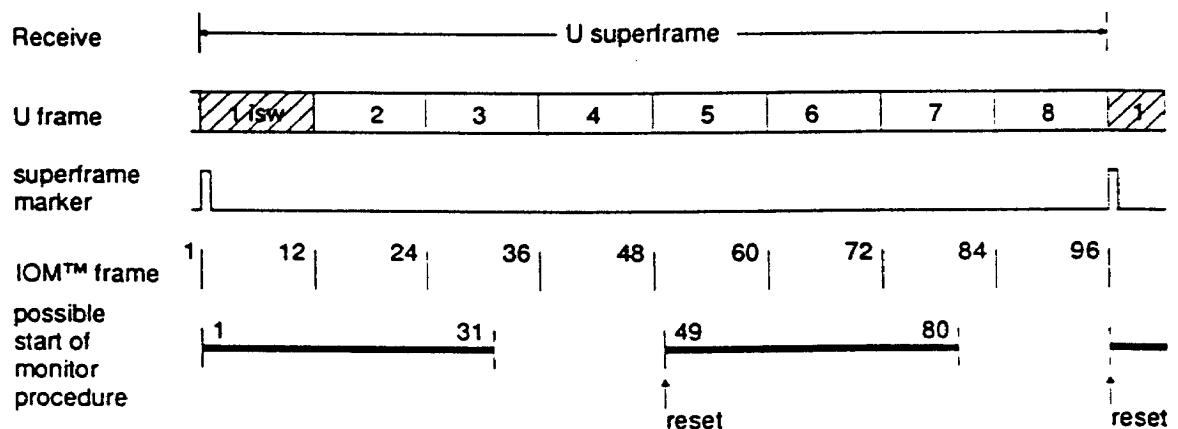 Receive
U superframe
U frame
1 isw 2 3 4 5 6 7 8 1
superframe
marker
IOM™ frame
1 12 24 36 48 60 72 84 96
possible
start of
monitor
procedure
1 31 49 80
reset reset